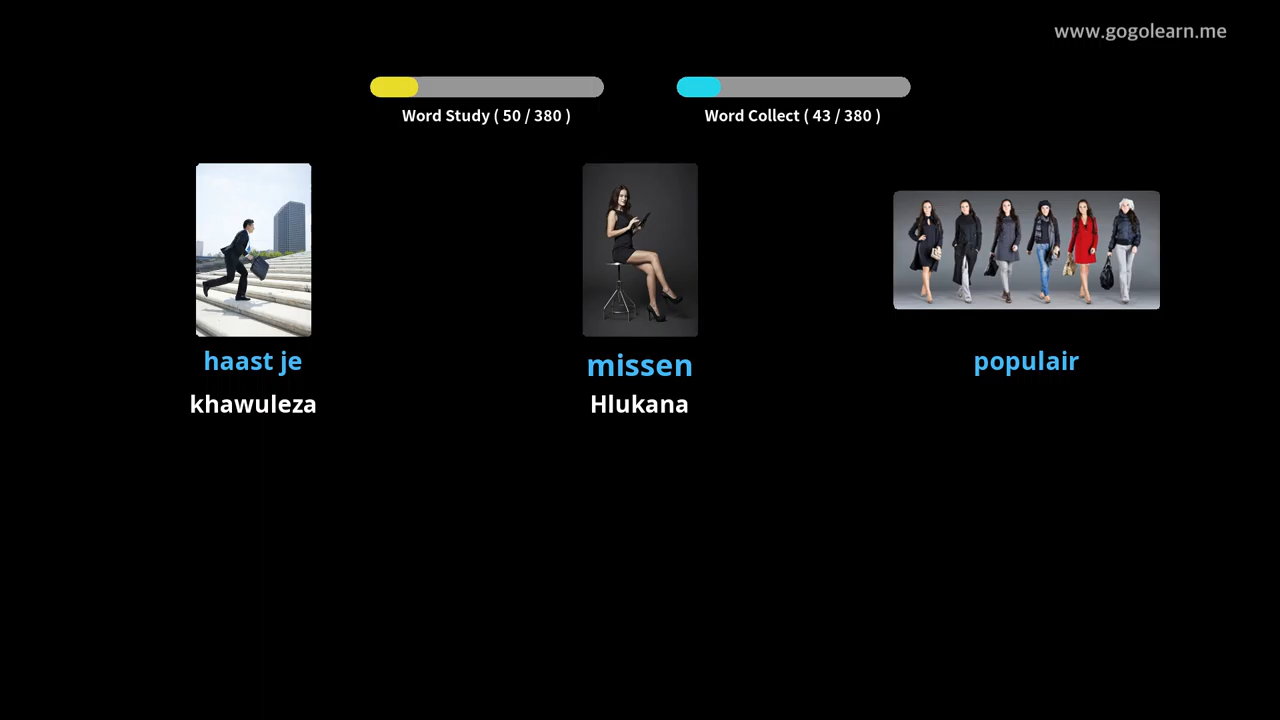 www.gogolearn.me
Word Study ( 50 / 380 )
Word Collect ( 43 / 380 )
haast je
khawuleza
missen
Hlukana
populair